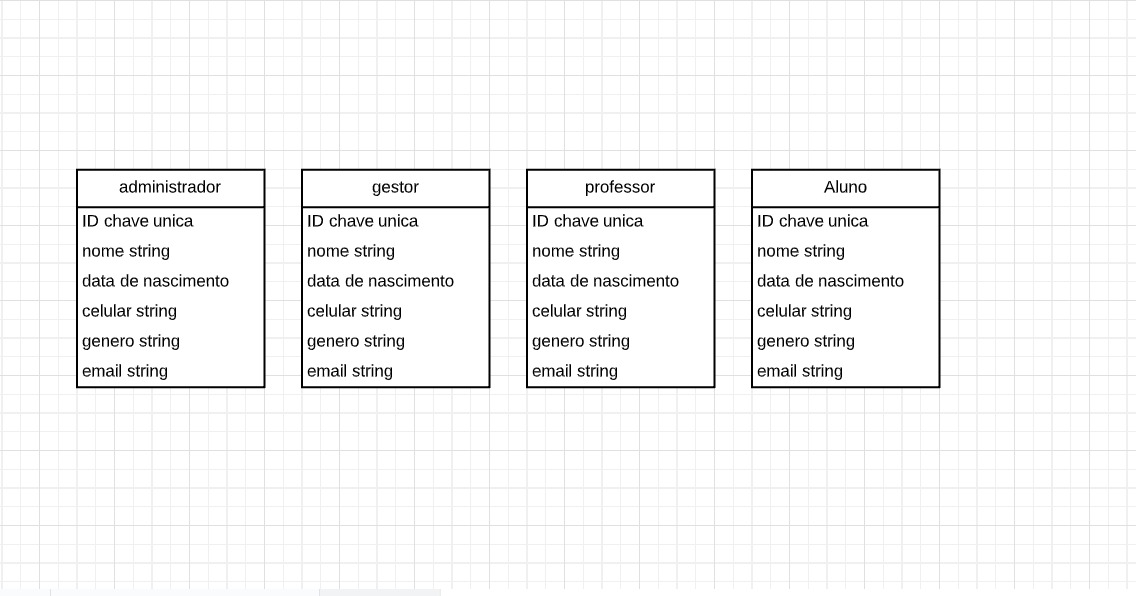 administrador
ID chave unica
nome string
data de nascimento
celular string
genero string
email string
gestor
ID chave unica
nome string
data de nascimento
celular string
genero string
email string
professor
ID chave unica
nome string
data de nascimento
celular string
genero string
email string
Aluno
ID chave unica
nome string
data de nascimento
celular string
genero string
email string